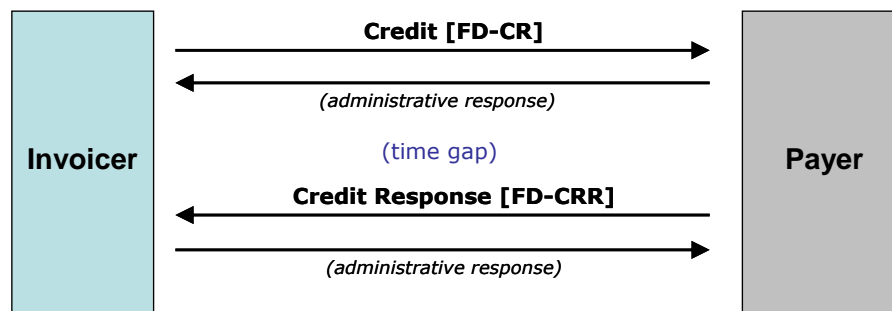 Credit [FD-CR]
(administrative response)
Invoicer
(time gap)
Payer
Credit Response [FD-CRR]
(administrative response)